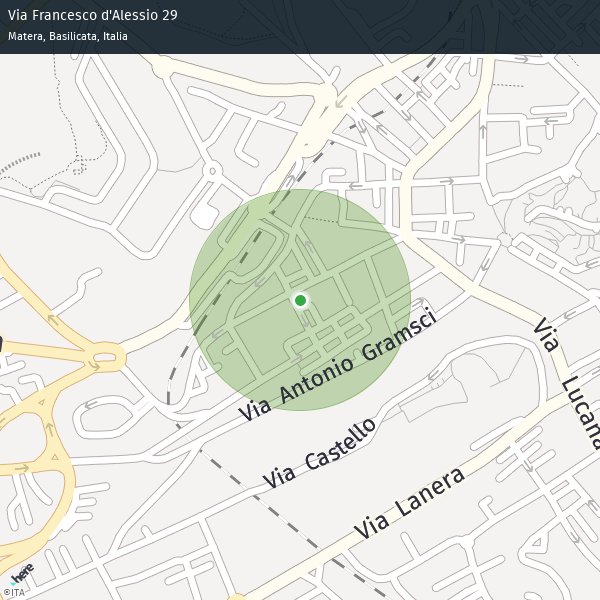 Via Francesco d'Alessio 29
Matera, Basilicata, Italia
Via Antonio Gramsci
Via Lucana
Via Castello
Via Lanera
here
©ITA